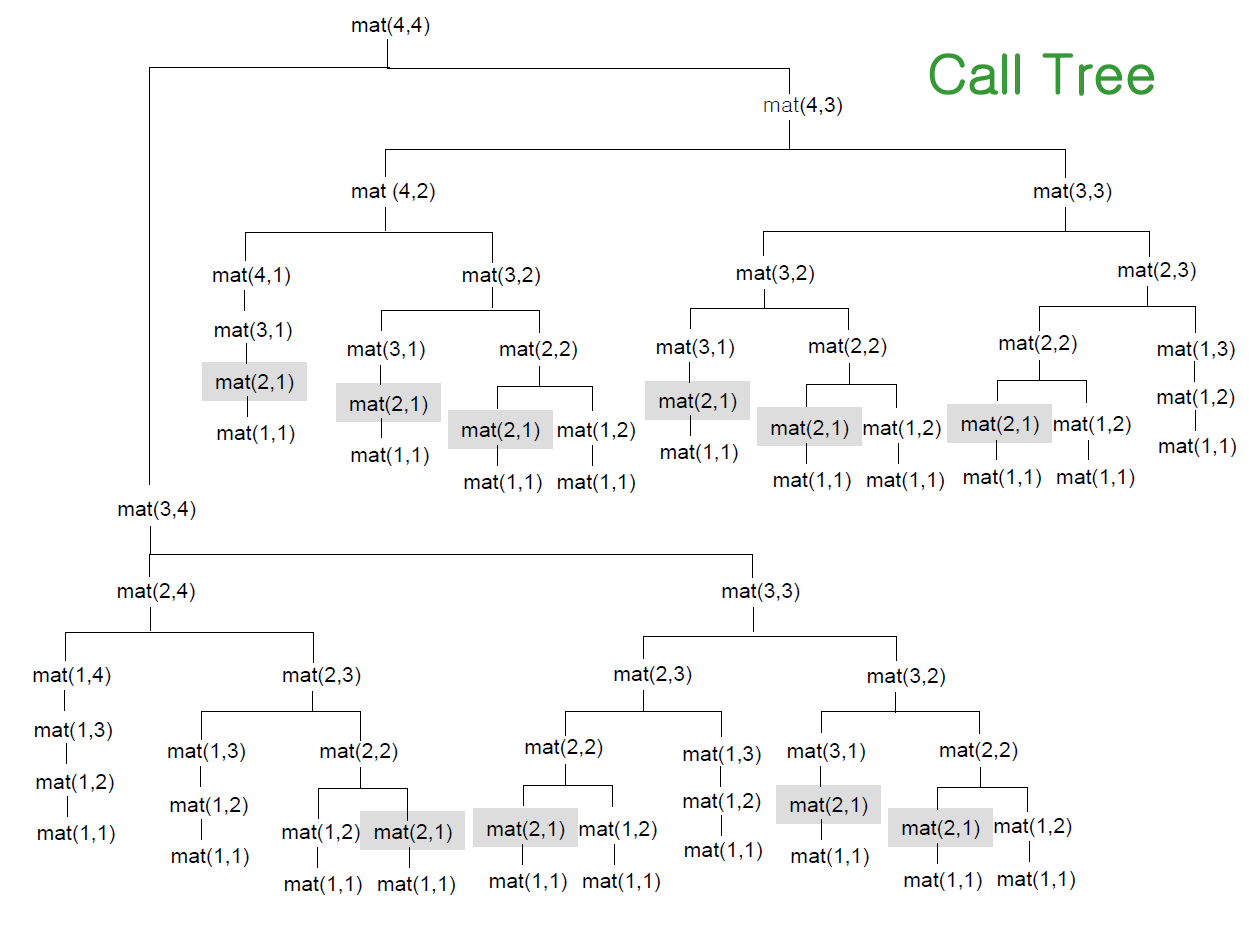 mat(4,4)
Call Tree
mat(4,3)
mat (4,2)
mat(3,3)
mat(4,1)
mat(3,2)
mat(3,2)
mat(2,3)
mat(3,1)
mat(3,1)
mat(2,2)
mat(3,1)
mat(2,2)
mat(2,2)
mat(1,3)
mat(2,1)
mat(2,1)
mat(2,1)
mat(1,2)
mat(1,1)
mat(2,1)
mat(1,2)
mat(2,1)
mat(1,2)
mat(2,1)
mat(1,2)
mat(1,1)
mat(1,1)
mat(1,1)
mat(1,1)
mat(1,1)
mat(1,1)
mat(1,1)
mat(1,1)
mat(1,1)
mat(1,1)
mat(3,4)
mat(2,4)
mat(3,3)
mat(1,4)
mat(2,3)
mat(2,3)
mat(3,2)
mat(1,3)
mat(1,3)
mat(2,2)
mat(2,2)
mat(1,3)
mat(3,1)
mat(2,2)
mat(1,2)
mat(1,2)
mat(1,2)
mat(2,1)
mat(1,1)
mat(1,2)
mat(2,1)
mat(2,1)
mat(1,2)
mat(2,1)
mat(1,2)
mat(1,1)
mat(1,1)
mat(1,1)
mat(1,1)
mat(1,1)
mat(1,1)
mat(1,1)
mat(1,1)
mat(1,1)